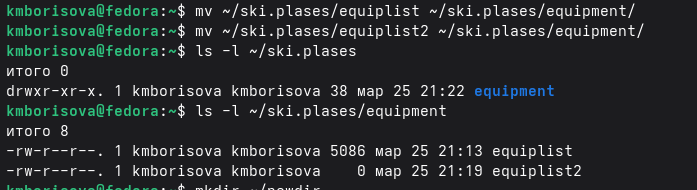 kmborisova@fedora:~$ mv ~/ski.plases/equiplist ~/ski.plases/equipment/
kmborisova@fedora:~$ mv ~/ski.plases/equiplist2 ~/ski.plases/equipment/
kmborisova@fedora:~$ ls -l ~/ski.plases
итого 0
drwxr-xr-x. 1 kmborisova kmborisova 38 мар 25 21:22 equipment
kmborisova@fedora:~$ ls -l ~/ski.plases/equipment
итого 8
-rw-r--r--. 1 kmborisova kmborisova 5086 мар 25 21:13 equiplist
-rw-r--r--. 1 kmborisova kmborisova    0 мар 25 21:19 equiplist2
kmborisova@fedora:~$ mkdir ~/newdir